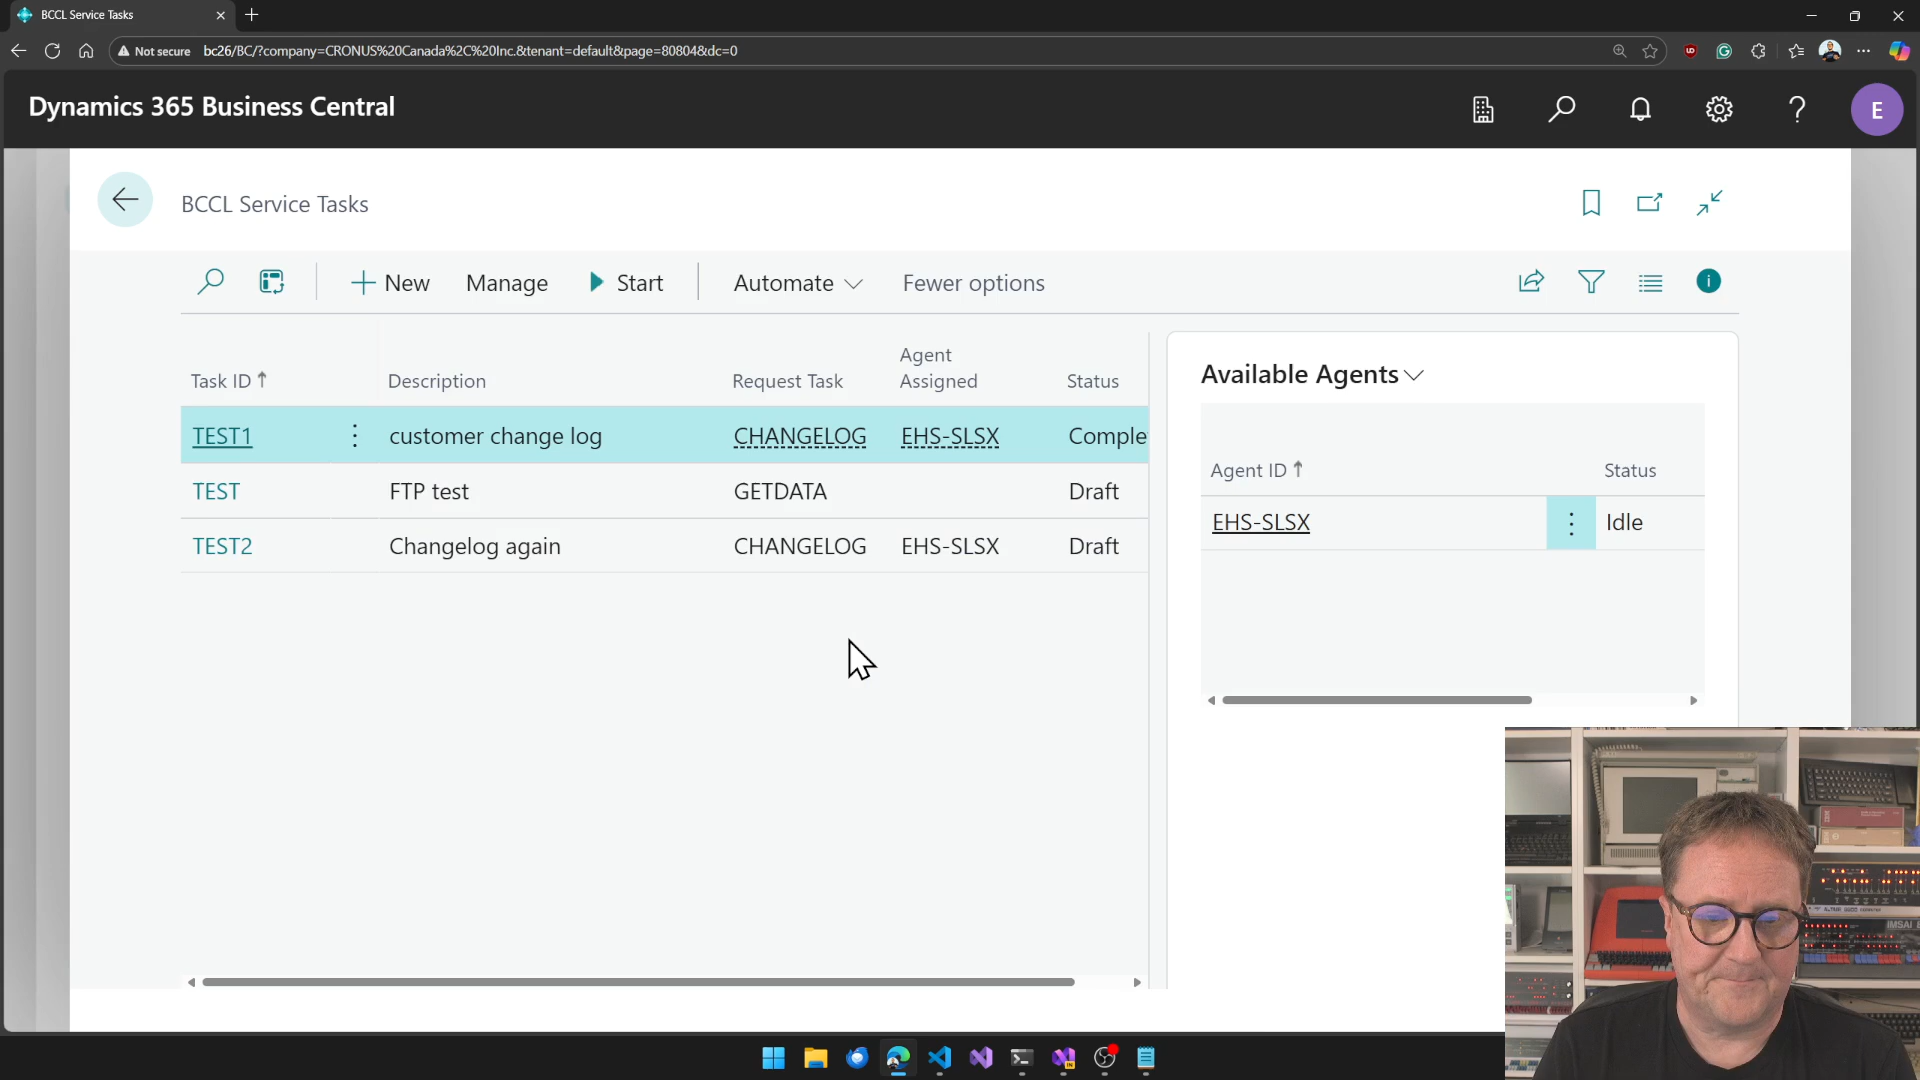 BCCL Service Tasks
Not secure
bc26/BC/?company=CRONUS%20Canada%2C%20Inc.&tenant=default&page=80804&dc=0
Dynamics 365 Business Central
E
BCCL Service Tasks
New
Manage
Start
Automate
Fewer options
Task ID
Description
Request Task
Agent
Assigned
Status
TEST1
customer change log
CHANGELOG
EHS-SLSX
Comple
TEST
FTP test
GETDATA
Draft
TEST2
Changelog again
CHANGELOG
EHS-SLSX
Draft
Available Agents
Agent ID
Status
EHS-SLSX
Idle
IMSAI 8